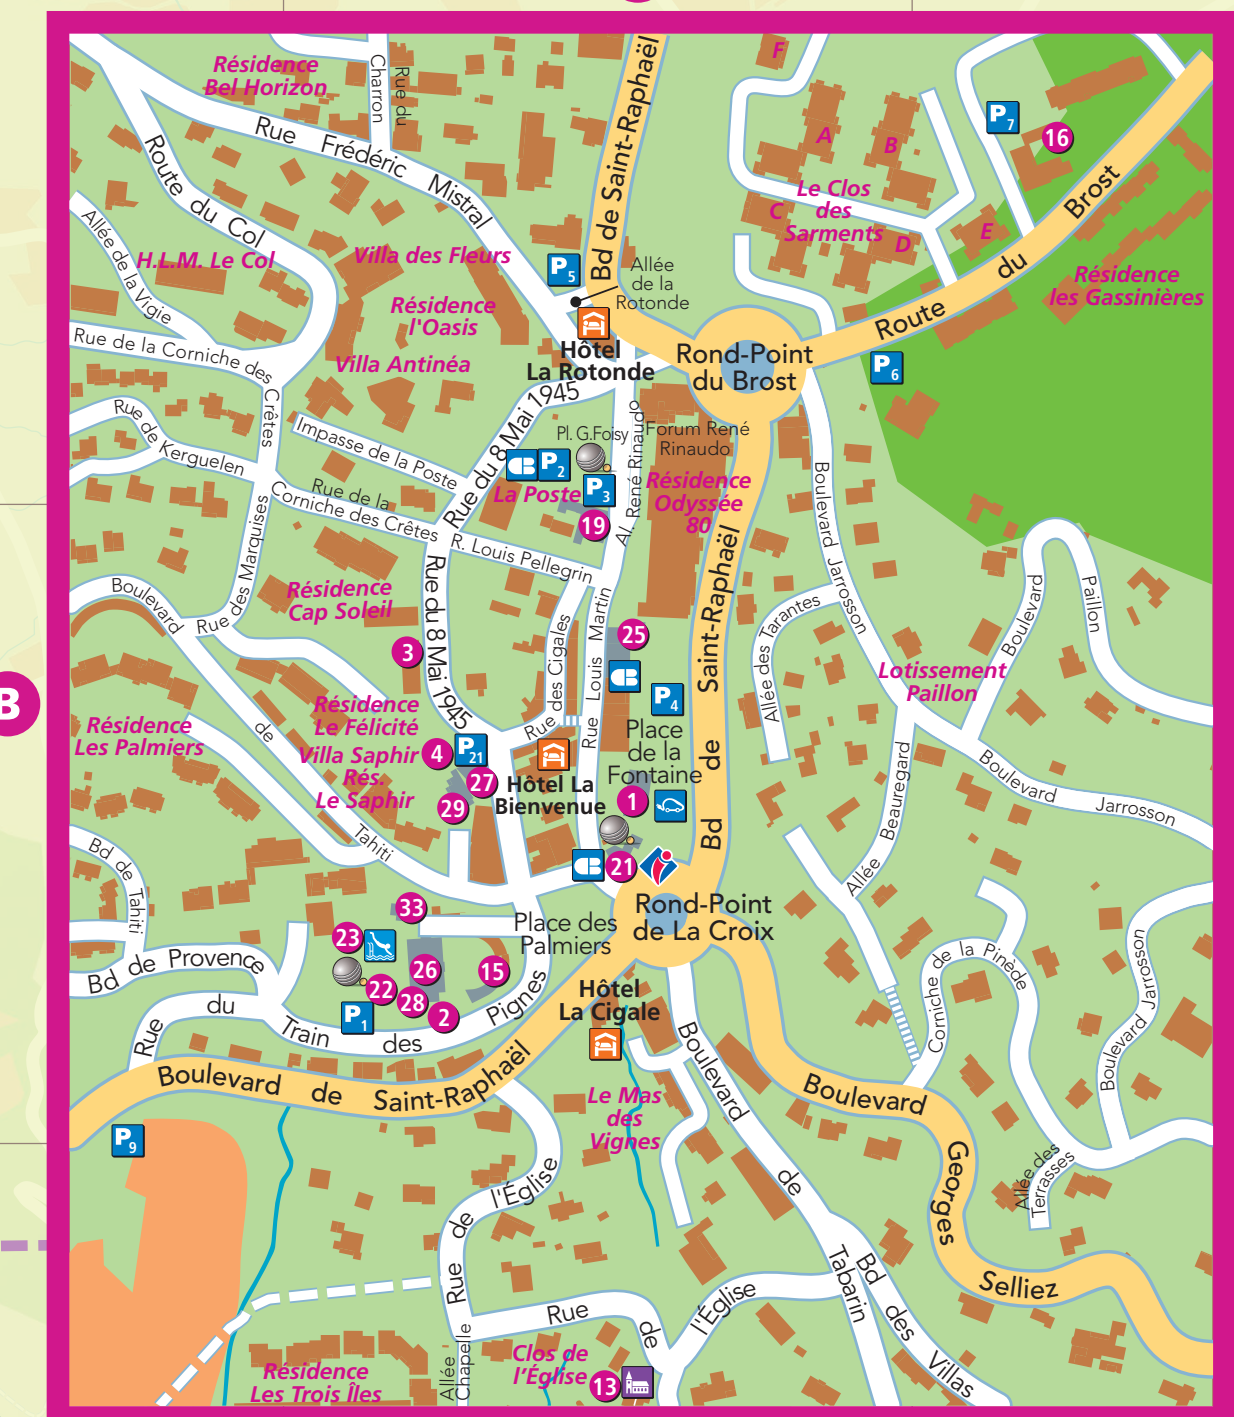 F
Résidence
Bel Horizon
Rue du
Charron
Bd de Saint-Raphaël
A
B
P7
16
Rue Frédéric Mistral
Route du Col
Le Clos
des
Sarments
C
D
E
Route du Brost
Allée de la Vigie
H.L.M. Le Col
Villa des Fleurs
P5
Allée
de la
Rotonde
Résidence
les Gassinières
Résidence
l'Oasis
Rue de la Corniche des Crêtes
Villa Antinéa
Hôtel
La Rotonde
Rond-Point
du Brost
P6
Rue du 8 Mai 1945
Rue de Kerguelen
Impasse de la Poste
Pl. G.Foisy
Al. René Rinaudo
Forum René
Rinaudo
P2
La Poste
P3
19
Résidence
Odyssée
80
Rue de la
Corniche des Crêtes
R. Louis Pellegrin
Boulevard Jarrosson
Rue des Marquises
Boulevard de Tahiti
Résidence
Cap Soleil
Rue du 8 Mai 1945
3
Rue des Cigales
Rue Louis Martin
25
P4
Bd de Saint-Raphaël
Allée des Tarantes
Boulevard Paillon
Lotissement
Paillon
B
Résidence
Les Palmiers
Résidence
Le Félicité
Villa Saphir
Rés.
Le Saphir
4
P21
27
29
Hôtel La
Bienvenue
Place
de la
Fontaine
1
21
Allée Beauregard
Boulevard Jarrosson
Bd de Tahiti
33
23
22
26
28
2
15
P1
Place des
Palmiers
Rond-Point
de La Croix
Bd de Provence
Rue du Train des Pignes
Hôtel
La Cigale
Corniche de la Pinède
Boulevard Jarrosson
Boulevard de Saint-Raphaël
Boulevard de Tabarin
Boulevard Georges Selliez
Le Mas
des
Vignes
P9
Allée des
Terrasses
Rue de l'Église
Rue de l'Église
Bd des Villas
Allée
Chapelle
Résidence
Les Trois Îles
Clos de
l'Église
13